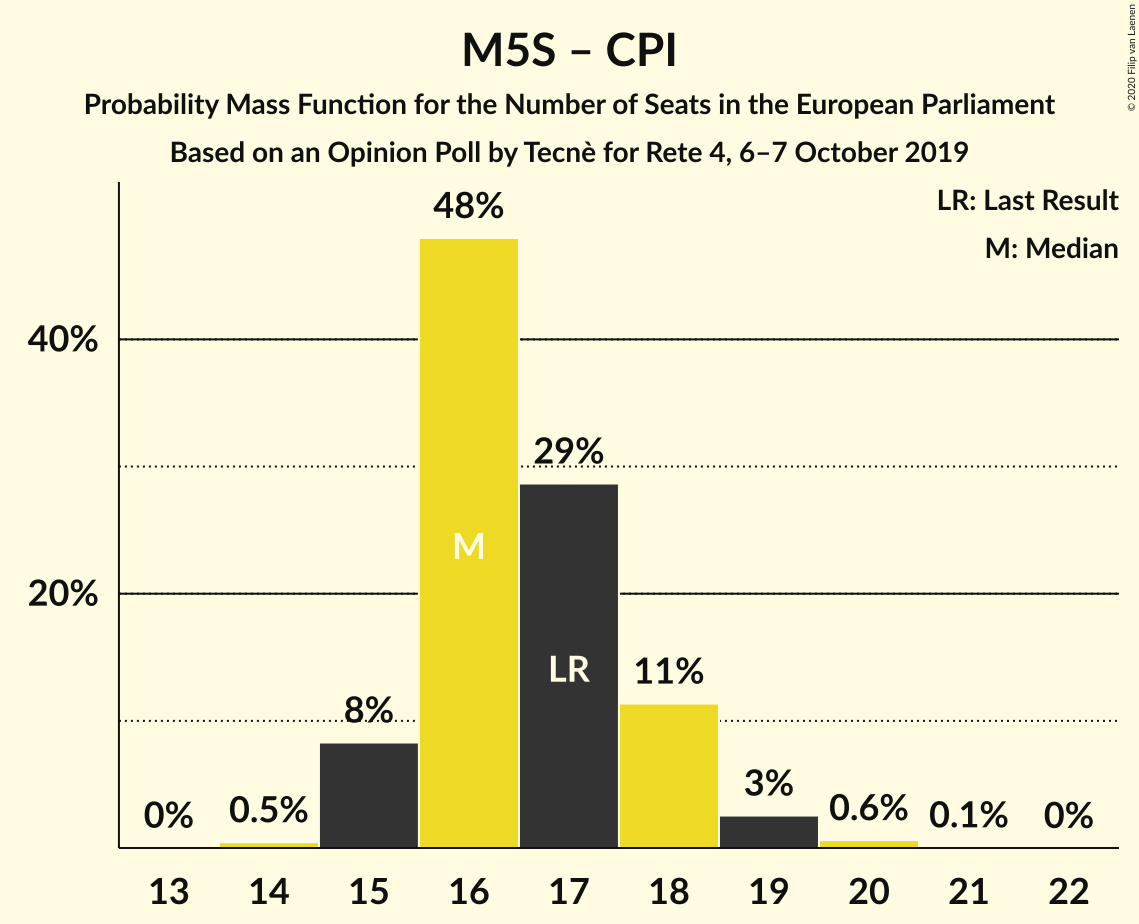 M5S – CPI
Probability Mass Function for the Number of Seats in the European Parliament
Based on an Opinion Poll by Tecnè for Rete 4, 6–7 October 2019
© 2020 Filip van Laenen
LR: Last Result
M: Median
48%
40%
29%
M
20%
LR
11%
8%
3%
0%
0.5%
0.6%
0.1%
0%
13 14 15 16 17 18 19 20 21 22